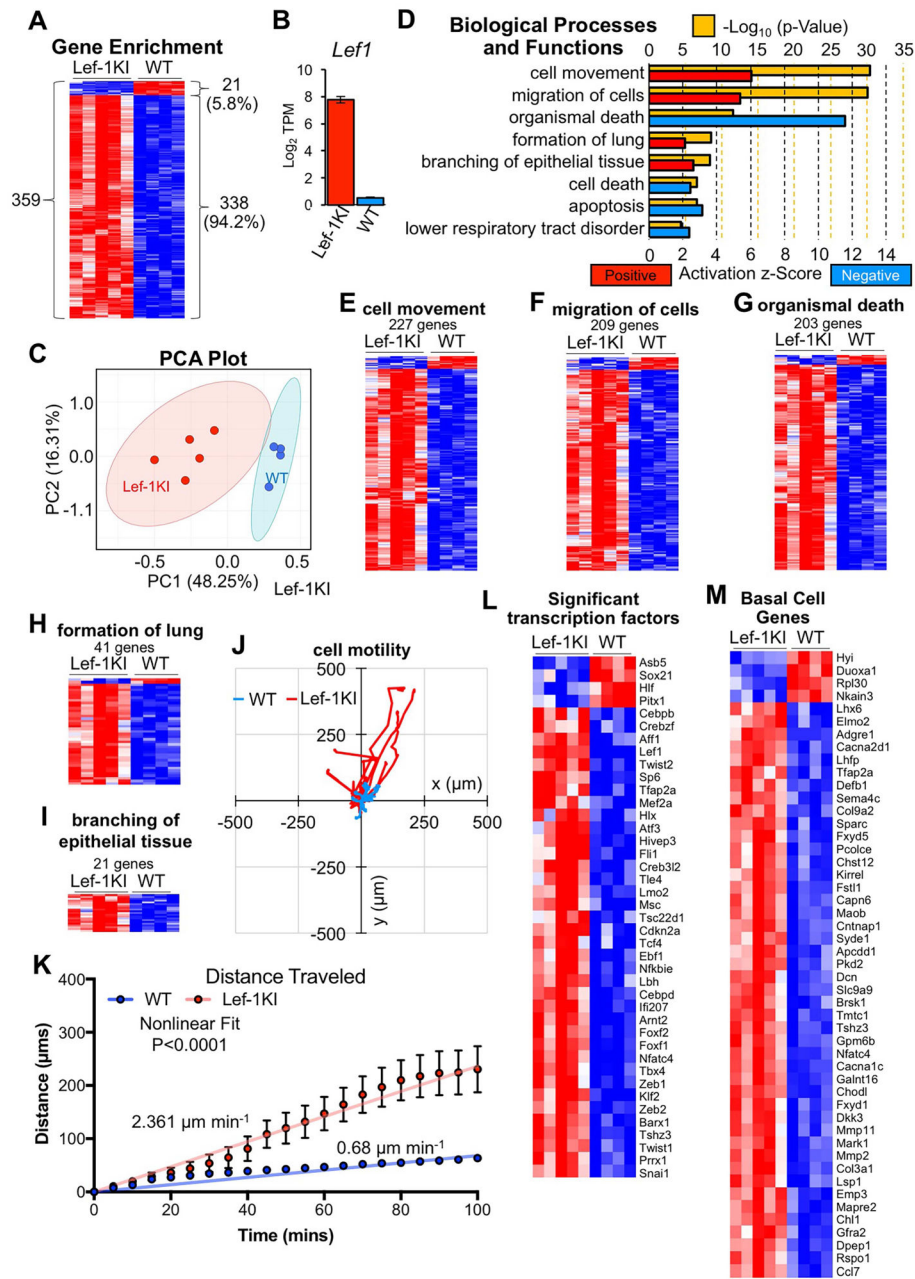 A
Gene Enrichment
Lef-1KI WT
21
(5.8%)
359
338
(94.2%)
B
Lef1
Log2 TPM
10
8
6
4
2
0
Lef-1KI
WT
C
PCA Plot
PC2 (16.31%)
1.0
0.0
-1.1
Lef-1KI
WT
-0.5 0.0 0.5
PC1 (48.25%)
Lef-1KI
D
Biological Processes
and Functions
-Log10 (p-Value)
0 5 10 15 20 25 30 35
cell movement
migration of cells
organismal death
formation of lung
branching of epithelial tissue
cell death
apoptosis
lower respiratory tract disorder
0 2 4 6 8 10 12 14
Positive Activation z-Score Negative
E
cell movement
227 genes
Lef-1KI WT
F
migration of cells
209 genes
Lef-1KI WT
G
organismal death
203 genes
Lef-1KI WT
H
formation of lung
41 genes
Lef-1KI WT
I
branching of
epithelial tissue
21 genes
Lef-1KI WT
J
cell motility
500
WT Lef-1KI
250
x (µm)
-500 -250 0 250 500
-250
y (µm)
-500
K
Distance Traveled
WT Lef-1KI
Nonlinear Fit
P<0.0001
2.361 µm min-1
0.68 µm min-1
Distance (µms)
400
300
200
100
0
0 20 40 60 80 100
Time (mins)
L
Significant
transcription factors
Lef-1KI WT
Asb5
Sox21
Hlf
Pitx1
Cebpb
Crebzf
Aff1
Lef1
Twist2
Sp6
Tfap2a
Mef2a
Hlx
Atf3
Hivep3
Fli1
Creb3l2
Tle4
Lmo2
Msc
Tsc22d1
Cdkn2a
Tcf4
Ebf1
Nfkbie
Lbh
Cebpd
Ifi207
Arnt2
Foxf2
Foxf1
Nfatc4
Tbx4
Zeb1
Klf2
Zeb2
Barx1
Tshz3
Twist1
Prrx1
Snai1
M
Basal Cell
Genes
Lef-1KI WT
Hyi
Duoxa1
Rpl30
Nkain3
Lhx6
Elmo2
Adgre1
Cacna2d1
Lhfp
Tfap2a
Defb1
Sema4c
Col9a2
Sparc
Fxyd5
Pcolce
Chst12
Kirrel
Fstl1
Capn6
Maob
Cntnap1
Syde1
Apcdd1
Pkd2
Dcn
Slc9a9
Brsk1
Tmtc1
Tshz3
Gpm6b
Nfatc4
Cacna1c
Galnt16
Chodl
Fxyd1
Dkk3
Mmp11
Mark1
Mmp2
Col3a1
Lsp1
Emp3
Mapre2
Chl1
Gfra2
Dpep1
Rspo1
Ccl7